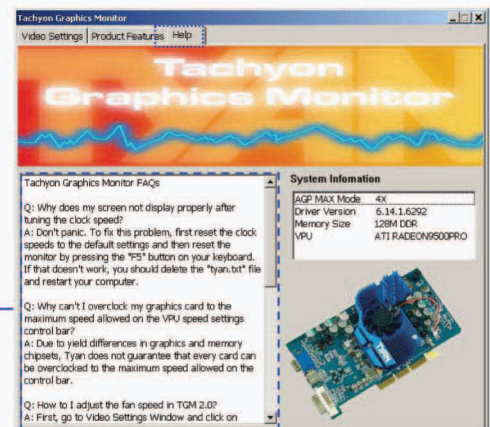 Tachyon Graphics Monitor
Video Settings Product Features Help
Tachyon
Graphics Monitor
Tachyon Graphics Monitor FAQs
Q: Why does my screen not display properly after
tuning the clock speed?
A: Don't panic. To fix this problem, first reset the clock
speeds to the default settings and then reset the
monitor by pressing the "F5" button on your keyboard.
If that doesn't work, you should delete the "tyan.txt" file
and restart your computer.
Q: Why can't I overclock my graphics card to the
maximum speed allowed on the VPU speed settings
control bar?
A: Due to yield differences in graphics and memory
chipsets, Tyan does not guarantee that every card can
be overclocked to the maximum speed allowed on the
control bar.
Q: How to I adjust the fan speed in TGM 2.0?
A: First, go to Video Settings Window and click on
System Infomation
AGP MAX Mode 4X
Driver Version 6.14.1.6292
Memory Size 128M DDR
VPU ATI RADEON9500PRO
TYAN